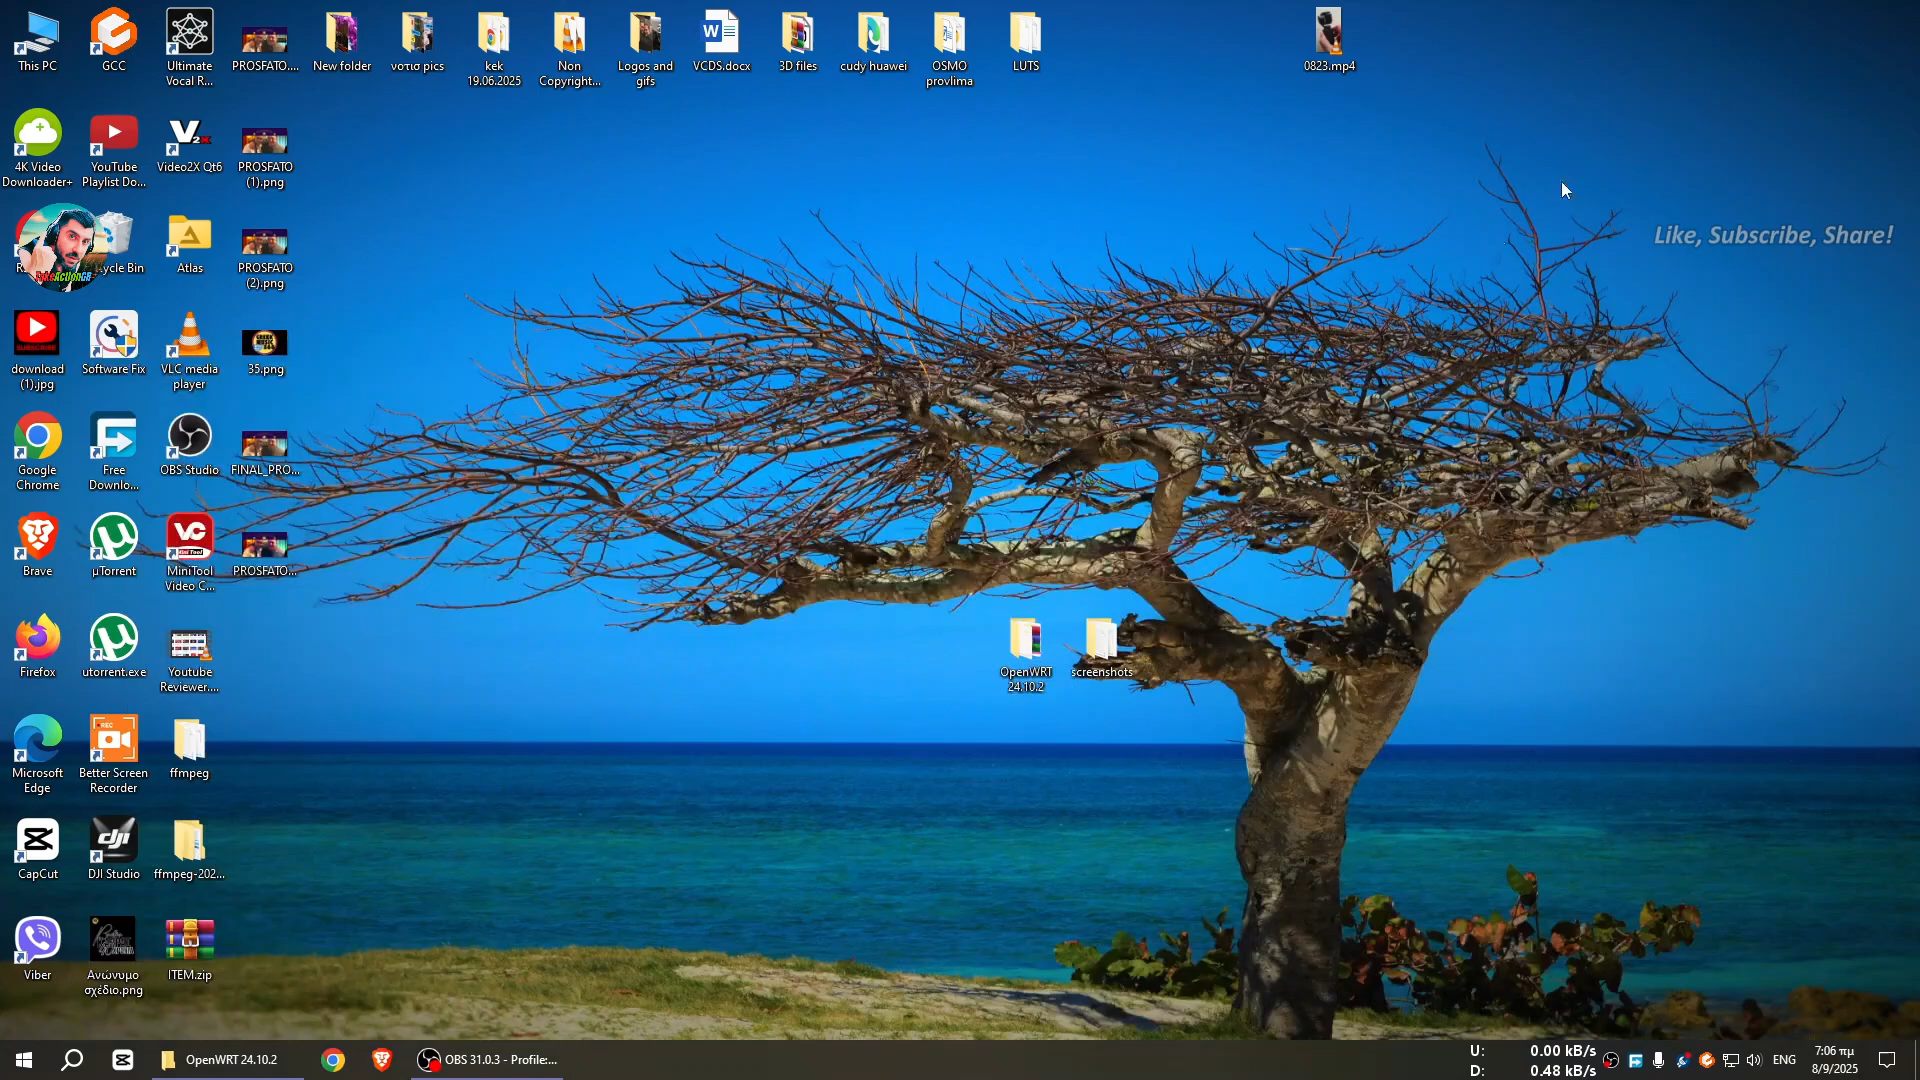 This PC
GCC
Ultimate
Vocal R...
PROSFATO....
New folder
νοτισ pics
kek
19.06.2025
Non
Copyright...
Logos and
gifs
VCDS.docx
3D files
cudy huawei
OSMO
provlima
LUTS
0823.mp4
4K Video
Downloader+
YouTube
Playlist Do...
Video2X Qt6
PROSFATO
(1).png
cycle Bin
Atlas
PROSFATO
(2).png
Like, Subscribe, Share!
download
(1).jpg
Software Fix
VLC media
player
35.png
Google
Chrome
Free
Downlo...
OBS Studio
FINAL_PRO...
Brave
μTorrent
MiniTool
Video C...
PROSFATO...
Firefox
utorrent.exe
Youtube
Reviewer....
OpenWRT
24.10.2
screenshots
Microsoft
Edge
Better Screen
Recorder
ffmpeg
CapCut
DJI Studio
ffmpeg-202...
Viber
Ανώνυμο
σχέδιο.png
ITEM.zip
OpenWRT 24.10.2
OBS 31.0.3 - Profile:...
U: 0.00 kB/s
D: 0.48 kB/s
ENG
7:06 πμ
8/9/2025